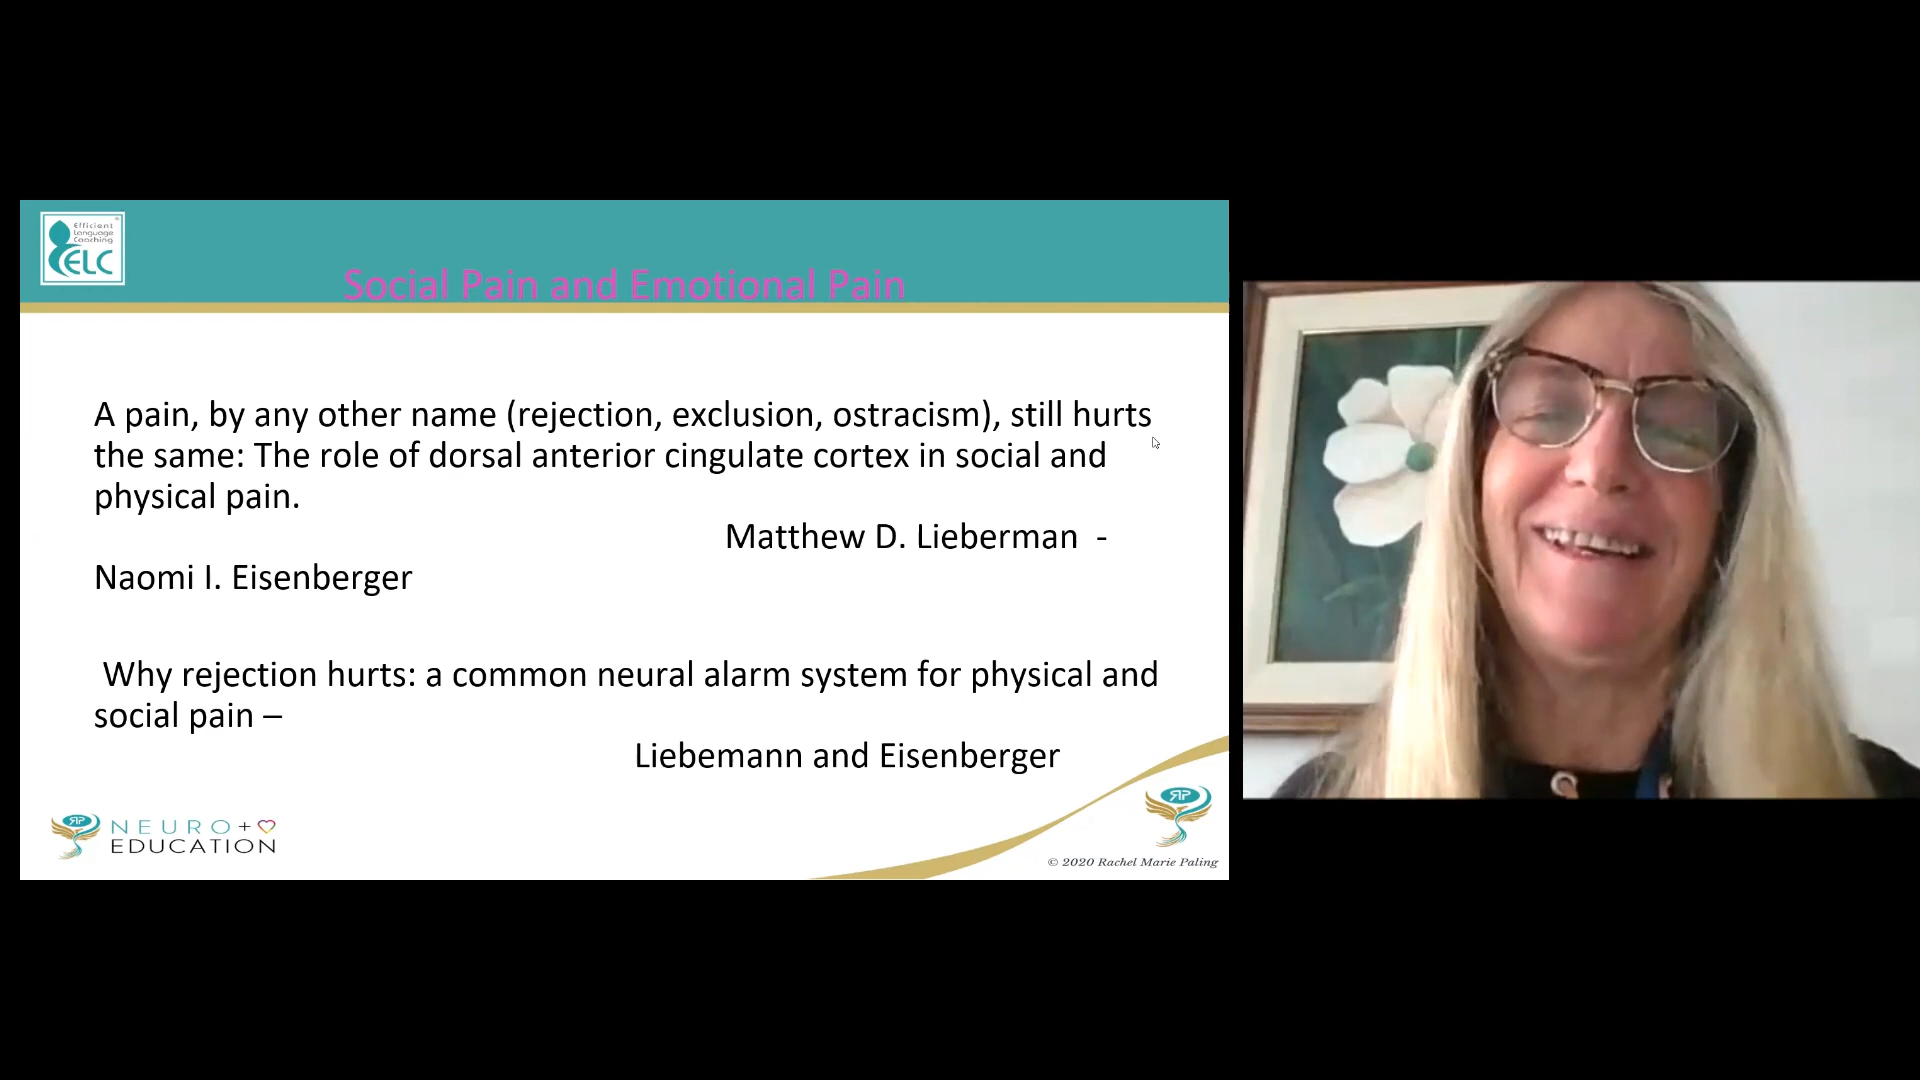 Efficient
Language
Coaching
ELC
Social Pain and Emotional Pain
A pain, by any other name (rejection, exclusion, ostracism), still hurts
the same: The role of dorsal anterior cingulate cortex in social and
physical pain.
Matthew D. Lieberman -
Naomi I. Eisenberger
Why rejection hurts: a common neural alarm system for physical and
social pain –
Liebemann and Eisenberger
NEURO+
EDUCATION
© 2020 Rachel Marie Paling